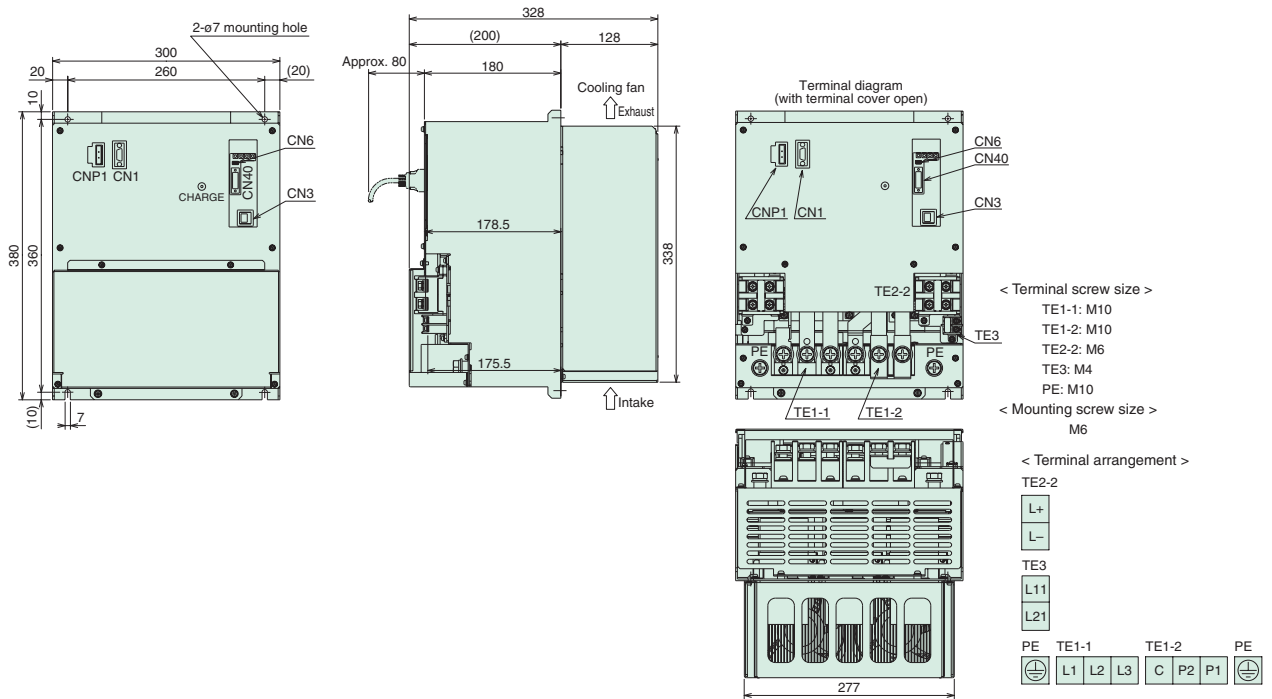 2-ø7 mounting hole
300
20
260
(20)
10
380
360
(10)
7
CNP1
CN1
CHARGE
CN40
CN6
CN3
328
(200)
128
Approx. 80
180
Cooling fan
Exhaust
178.5
338
175.5
Intake
Terminal diagram
(with terminal cover open)
CN6
CN40
CN3
CNP1
CN1
TE2-2
TE3
PE
PE
TE1-1
TE1-2
277
< Terminal screw size >
TE1-1: M10
TE1-2: M10
TE2-2: M6
TE3: M4
PE: M10
< Mounting screw size >
M6
< Terminal arrangement >
TE2-2
L+
L–
TE3
L11
L21
PE TE1-1 TE1-2 PE
L1 L2 L3 C P2 P1